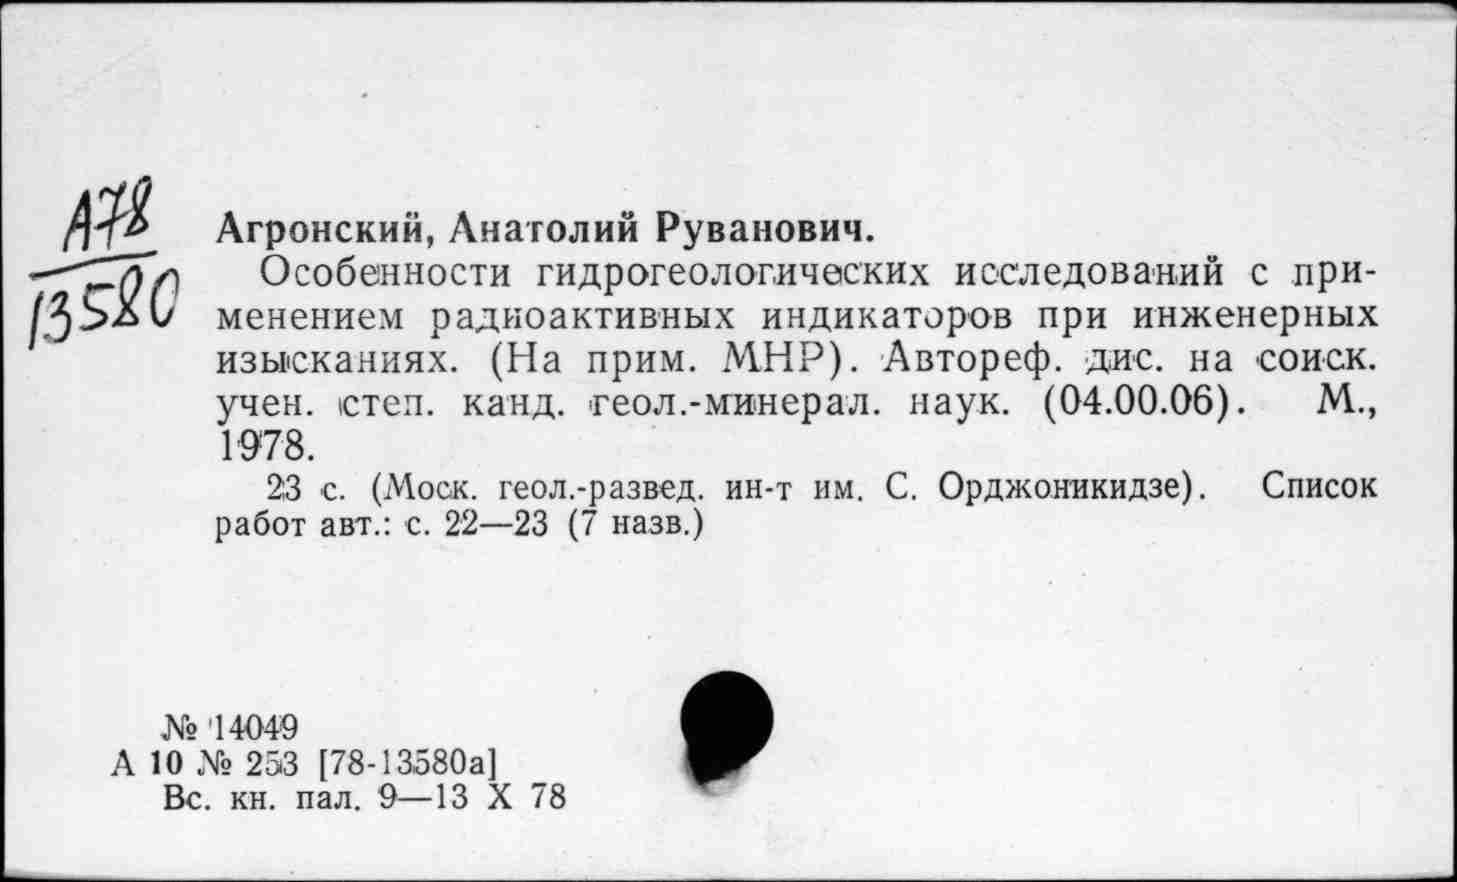 А78
13580
Агронский, Анатолий Руванович.
Особенности гидрогеологических исследований с при-
менением радиоактивных индикаторов при инженерных
изысканиях. (На прим. МНР). Автореф. дис. на соиск.
учен. степ. канд. геол.-минерал. наук. (04.00.06). М.,
1978.
23 с. (Моск. геол.-развед. ин-т им. С. Орджоникидзе). Список
работ авт.: с. 22—23 (7 назв.)
№ 14049
А 10 № 253 [78-13580а]
Вс. кн. пал. 9—13 X 78